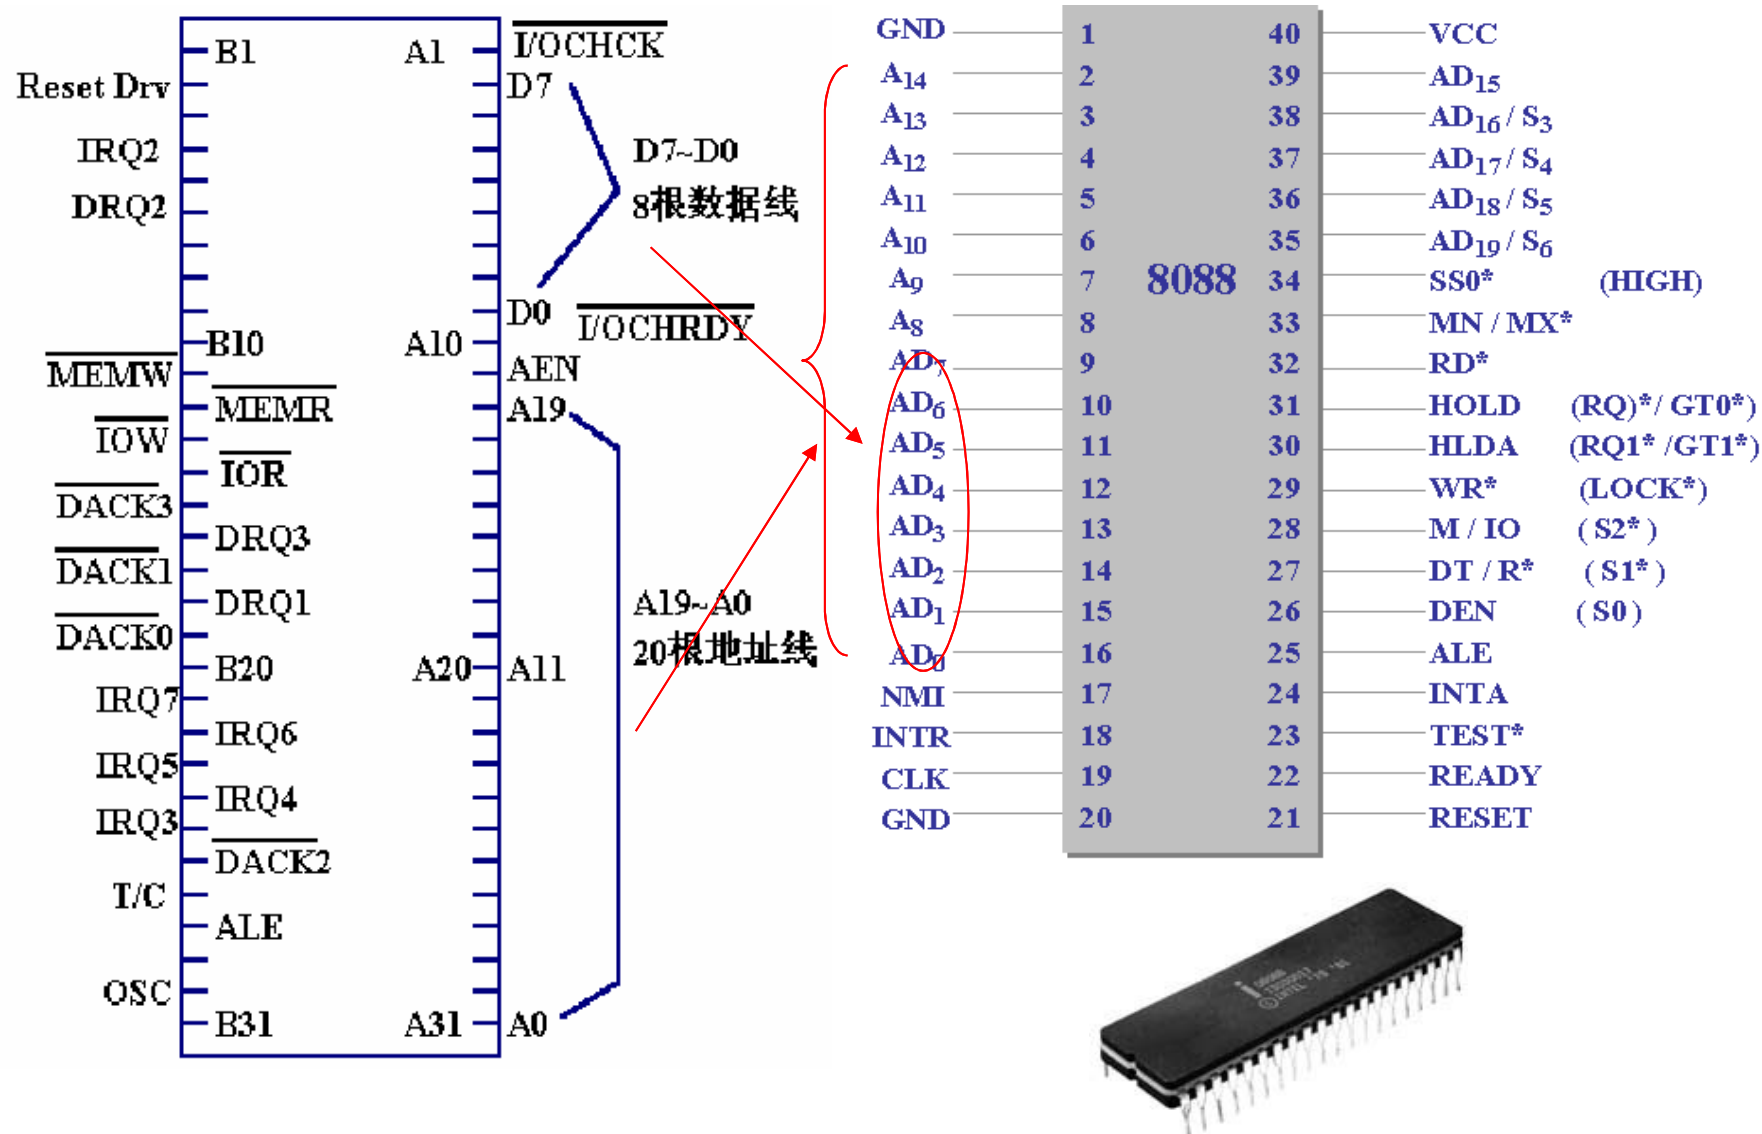 I/OCHCK
B1 A1
Reset Drv D7
IRQ2
DRQ2
D7~D0
8根数据线
D0 I/OCHRDY
B10 A10
MEMW AEN
MEMR A19
IOW
IOR
DACK3
DRQ3
DACK1
DRQ1
DACK0
A19~A0
20根地址线
B20 A20 A11
IRQ7
IRQ6
IRQ5
IRQ4
IRQ3
DACK2
T/C
ALE
OSC
B31 A31 A0
GND 1 40 VCC
A14 2 39 AD15
A13 3 38 AD16 / S3
A12 4 37 AD17 / S4
A11 5 36 AD18 / S5
A10 6 35 AD19 / S6
A9 7 8088 34 SS0* (HIGH)
A8 8 33 MN / MX*
AD7 9 32 RD*
AD6 10 31 HOLD (RQ)*/ GT0*)
AD5 11 30 HLDA (RQ1* /GT1*)
AD4 12 29 WR* (LOCK*)
AD3 13 28 M / IO ( S2* )
AD2 14 27 DT / R* ( S1* )
AD1 15 26 DEN ( S0 )
AD0 16 25 ALE
NMI 17 24 INTA
INTR 18 23 TEST*
CLK 19 22 READY
GND 20 21 RESET